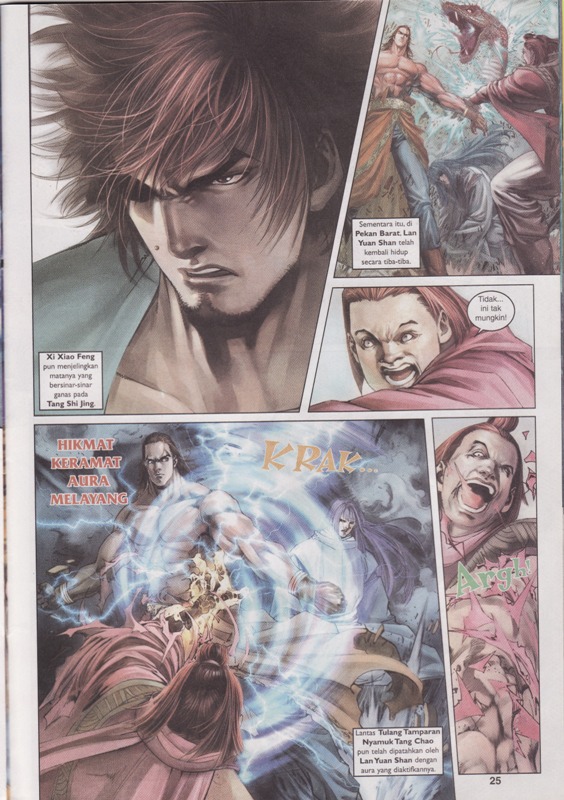 Xi Xiao Feng
pun menjelingkan
matanya yang
bersinar-sinar
ganas pada
Tang Shi Jing.
Sementara itu, di
Pekan Barat, Lan
Yuan Shan telah
kembali hidup
secara tiba-tiba.
Tidak...
ini tak
mungkin!
HIKMAT
KERAMAT
AURA
MELAYANG
KRAK...
Lantas Tulang Tamparan
Nyamuk Tang Chao
pun telah dipatahkan oleh
Lan Yuan Shan dengan
aura yang diaktifkannya.
Argh!
25